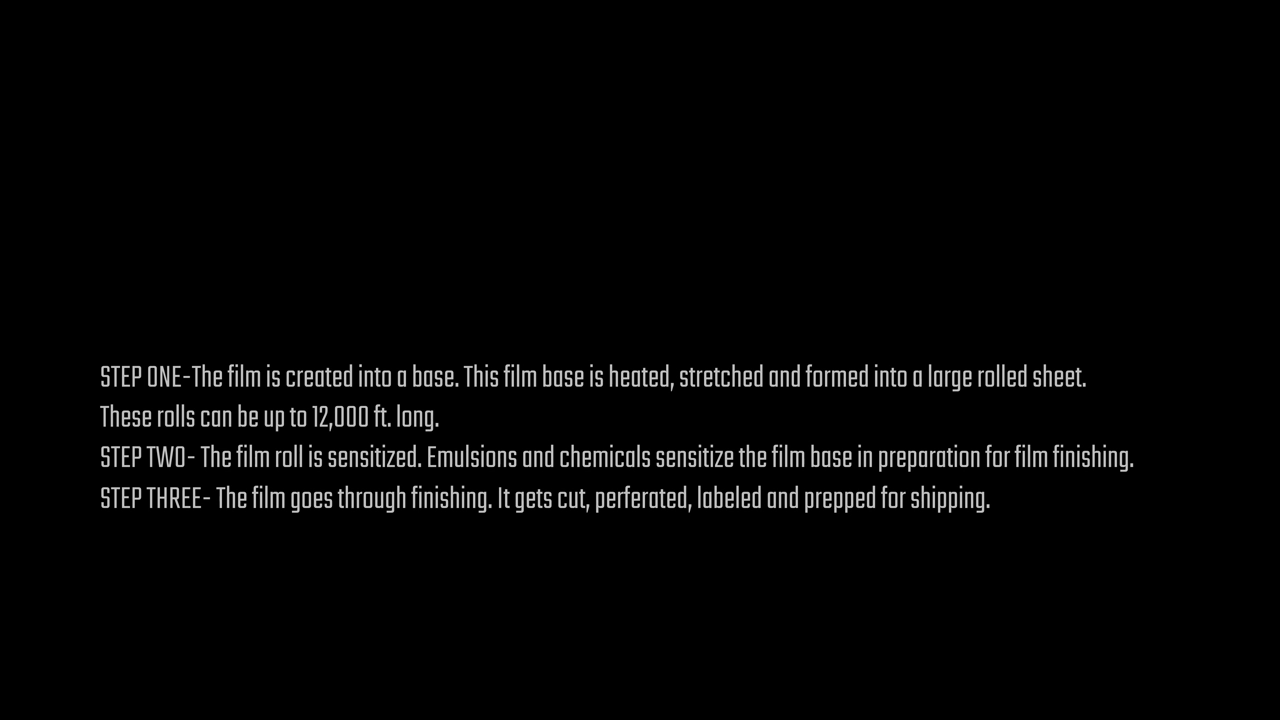 STEP ONE-The film is created into a base. This film base is heated, stretched and formed into a large rolled sheet.
These rolls can be up to 12,000 ft. long.
STEP TWO- The film roll is sensitized. Emulsions and chemicals sensitize the film base in preparation for film finishing.
STEP THREE- The film goes through finishing. It gets cut, perferated, labeled and prepped for shipping.